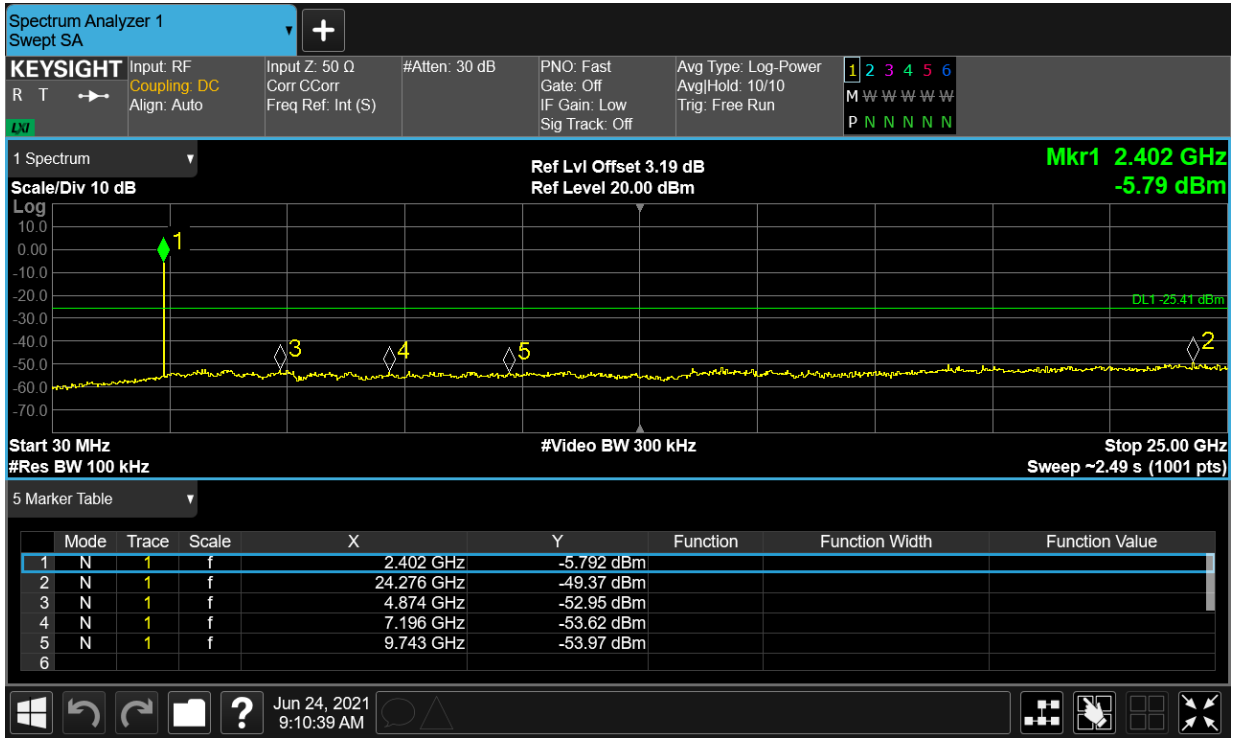 Spectrum Analyzer 1
Swept SA
KEYSIGHT
R T
LXI
Input: RF
Coupling: DC
Align: Auto
Input Z: 50 Ω
Corr CCorr
Freq Ref: Int (S)
#Atten: 30 dB
PNO: Fast
Gate: Off
IF Gain: Low
Sig Track: Off
Avg Type: Log-Power
Avg|Hold: 10/10
Trig: Free Run
1 2 3 4 5 6
M W W W W W
P N N N N N
1 Spectrum
Scale/Div 10 dB
Ref Lvl Offset 3.19 dB
Ref Level 20.00 dBm
Mkr1 2.402 GHz
-5.79 dBm
Log
10.0
0.00
-10.0
-20.0
-30.0
-40.0
-50.0
-60.0
-70.0
1
DL1 -25.41 dBm
3
4
5
2
Start 30 MHz
#Res BW 100 kHz
#Video BW 300 kHz
Stop 25.00 GHz
Sweep ~2.49 s (1001 pts)
5 Marker Table
Mode Trace Scale X Y Function Function Width Function Value
1 N 1 f 2.402 GHz -5.792 dBm
2 N 1 f 24.276 GHz -49.37 dBm
3 N 1 f 4.874 GHz -52.95 dBm
4 N 1 f 7.196 GHz -53.62 dBm
5 N 1 f 9.743 GHz -53.97 dBm
6
?
Jun 24, 2021
9:10:39 AM